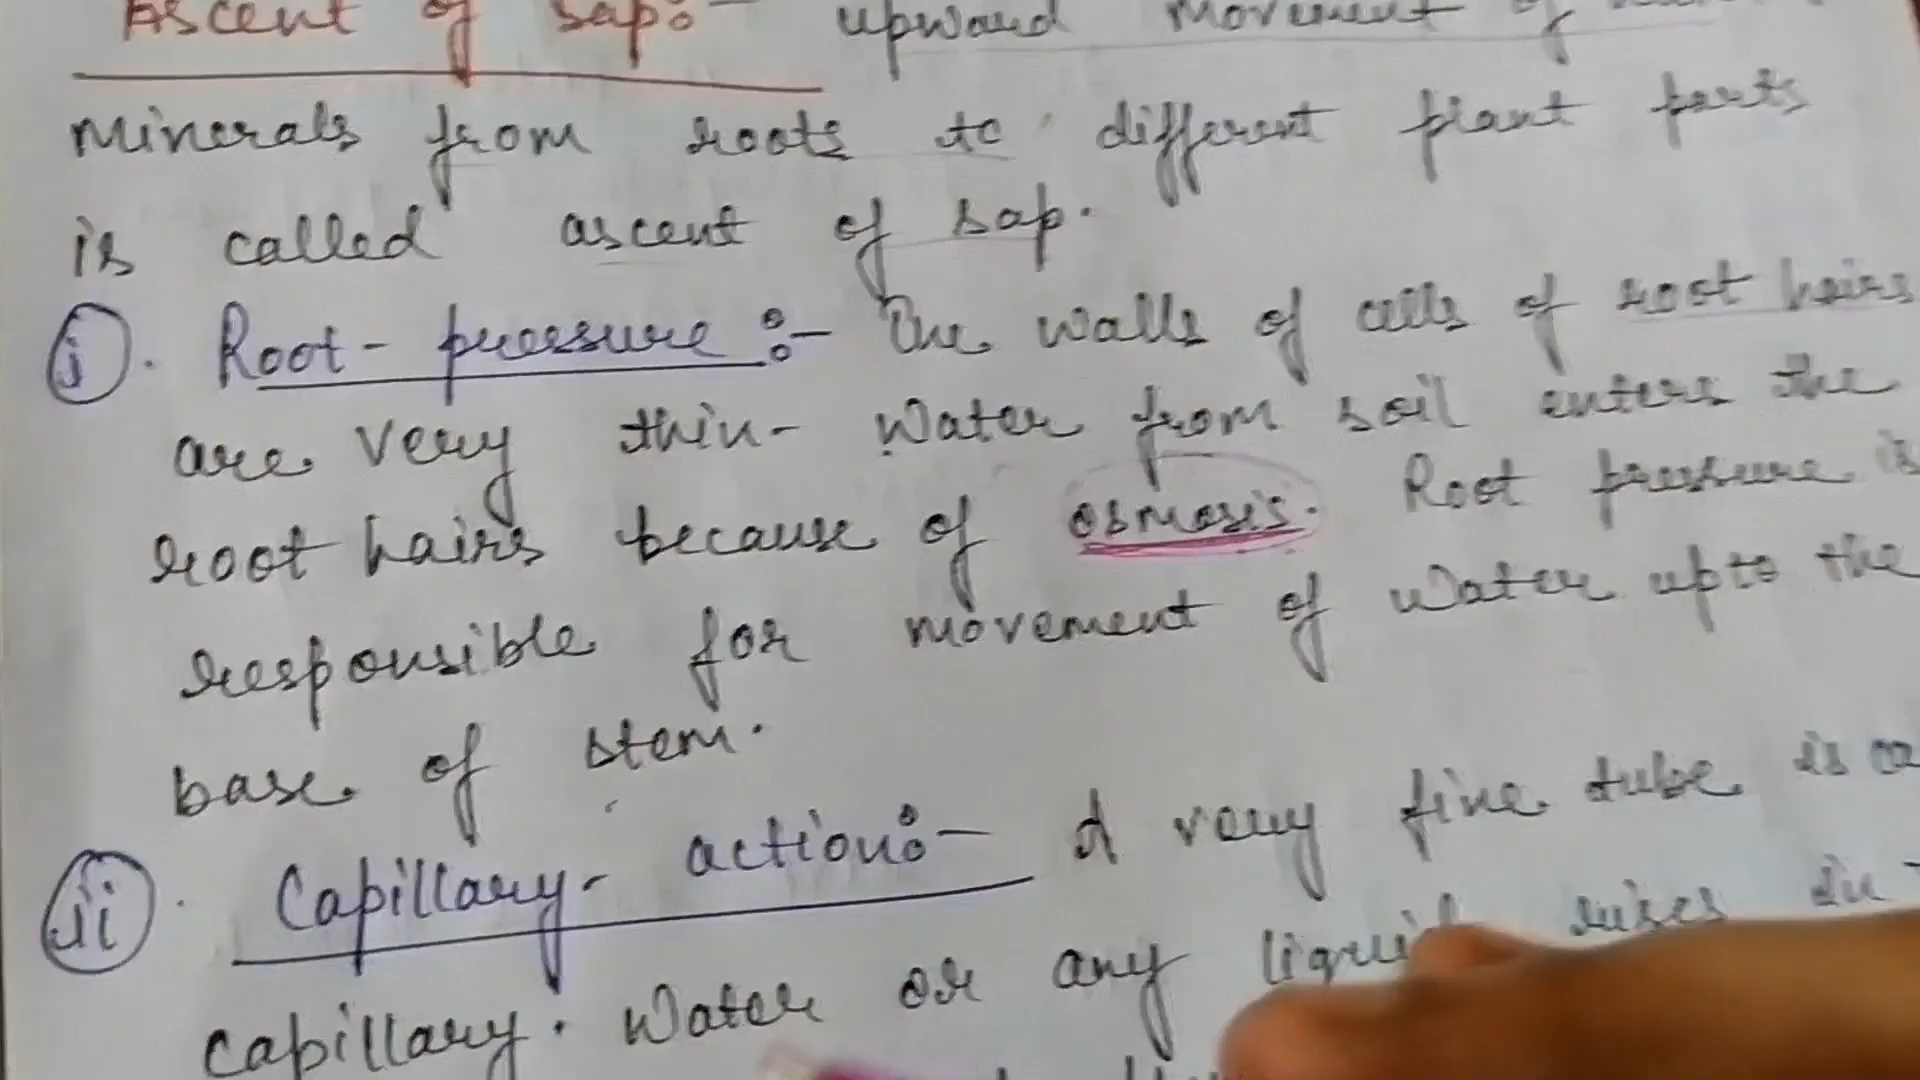 Ascent of sap:- upward movement of
minerals from roots to different plant parts
is called ascent of sap.
i. Root-pressure:- The walls of cells of root hairs
are very thin- Water from soil enters the
root hairs because of osmosis. Root pressure is
responsible for movement of water upto the
base of stem.
ii. Capillary-action:- A very fine tube is
capillary. Water or any liquid rises in